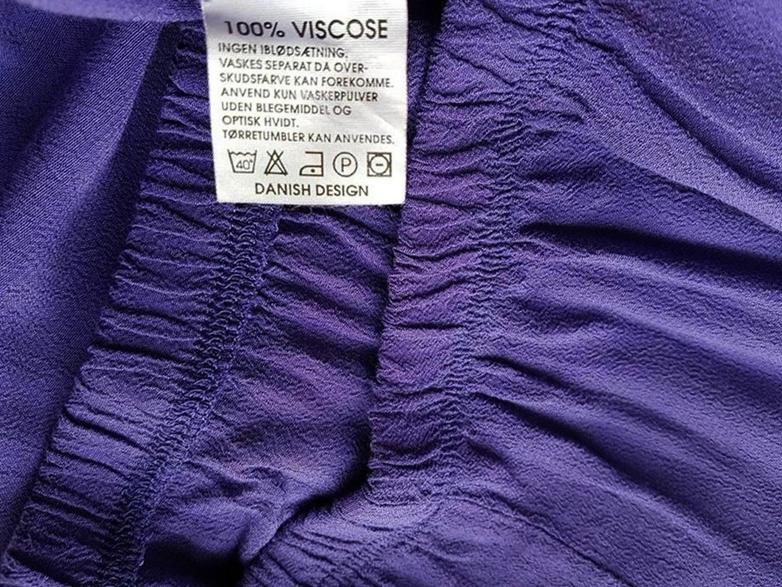 100% VISCOSE
INGEN IBLØDSÆTNING.
VASKES SEPARAT DA OVER-
SKUDSFARVE KAN FOREKOMME.
ANVEND KUN VASKERPULVER
UDEN BLEGEMIDDEL OG
OPTISK HVIDT.
TØRRETUMBLER KAN ANVENDES.
40° P
DANISH DESIGN